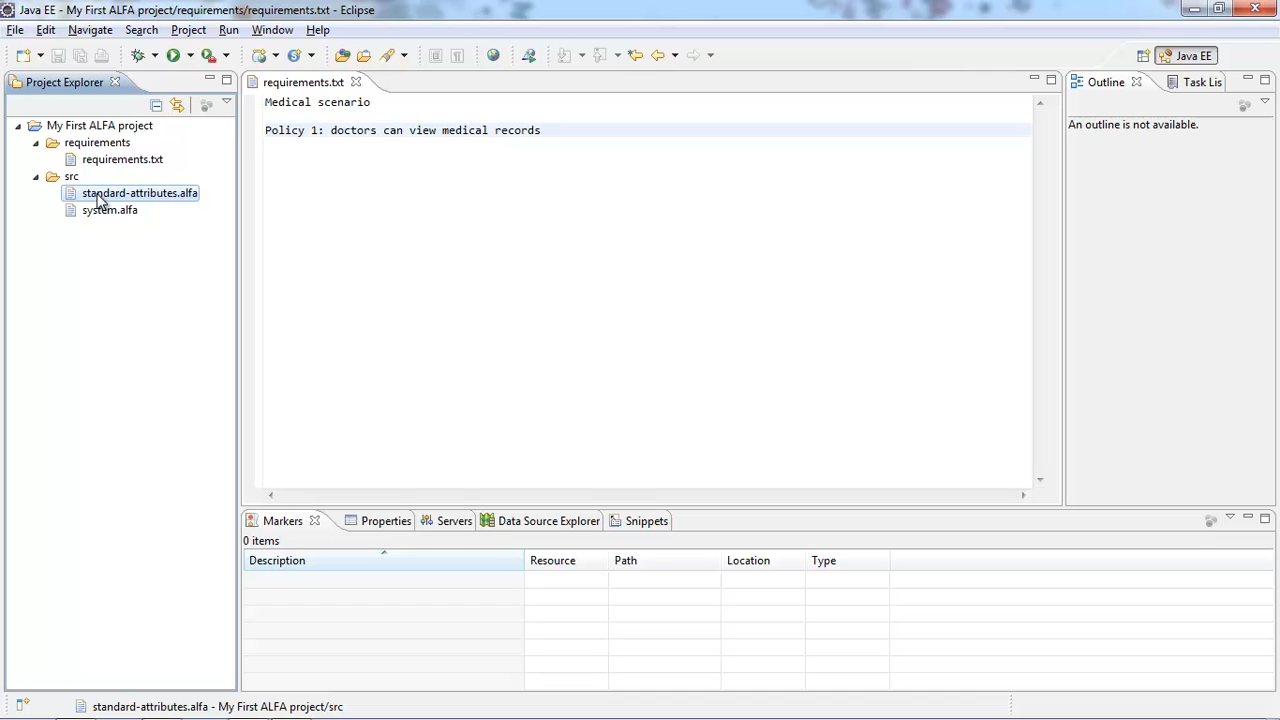 Java EE - My First ALFA project/requirements/requirements.txt - Eclipse
File Edit Navigate Search Project Run Window Help
Java EE
Project Explorer
My First ALFA project
requirements
requirements.txt
src
standard-attributes.alfa
system.alfa
requirements.txt
Medical scenario
Policy 1: doctors can view medical records
Outline Task Lis
An outline is not available.
Markers Properties Servers Data Source Explorer Snippets
0 items
Description Resource Path Location Type
standard-attributes.alfa - My First ALFA project/src